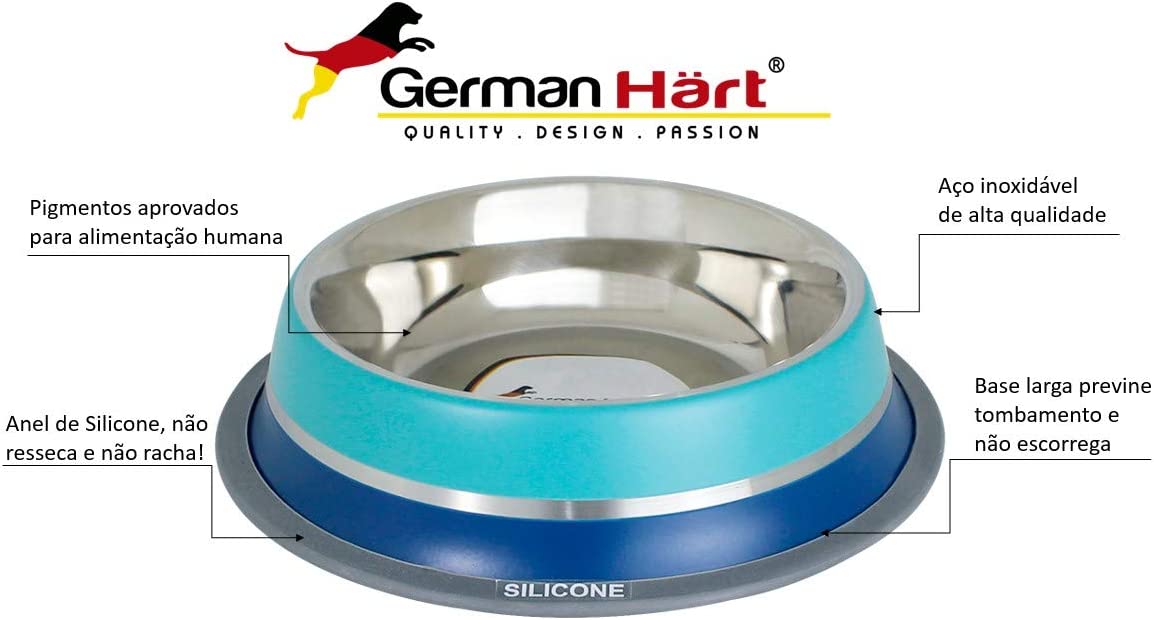 German Härt®
QUALITY . DESIGN . PASSION
Pigmentos aprovados
para alimentação humana
Aço inoxidável
de alta qualidade
Anel de Silicone, não
resseca e não racha!
Base larga previne
tombamento e
não escorrega
German
SILICONE